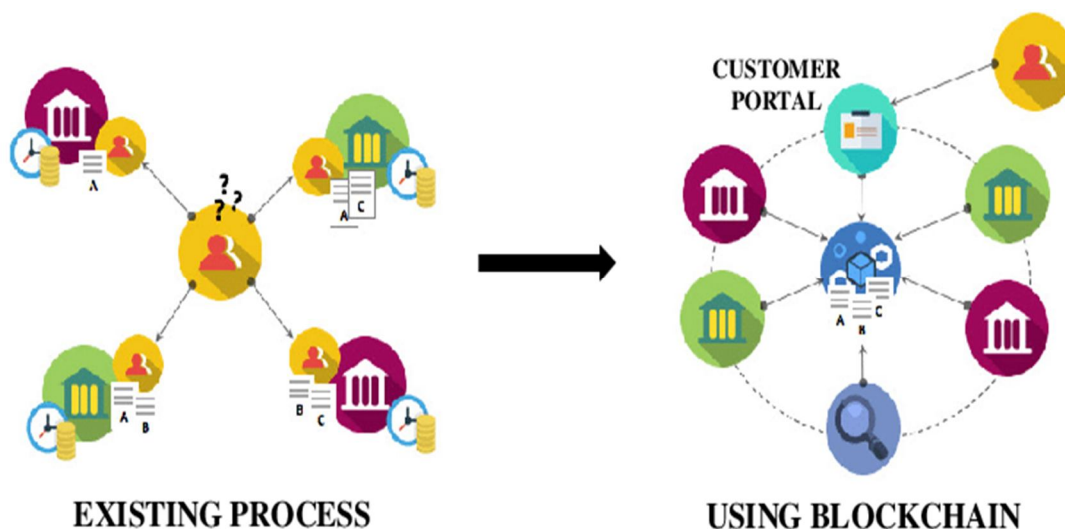 CUSTOMER
PORTAL
A
???
A
C
A
B
B
C
A
B
C
EXISTING PROCESS
USING BLOCKCHAIN